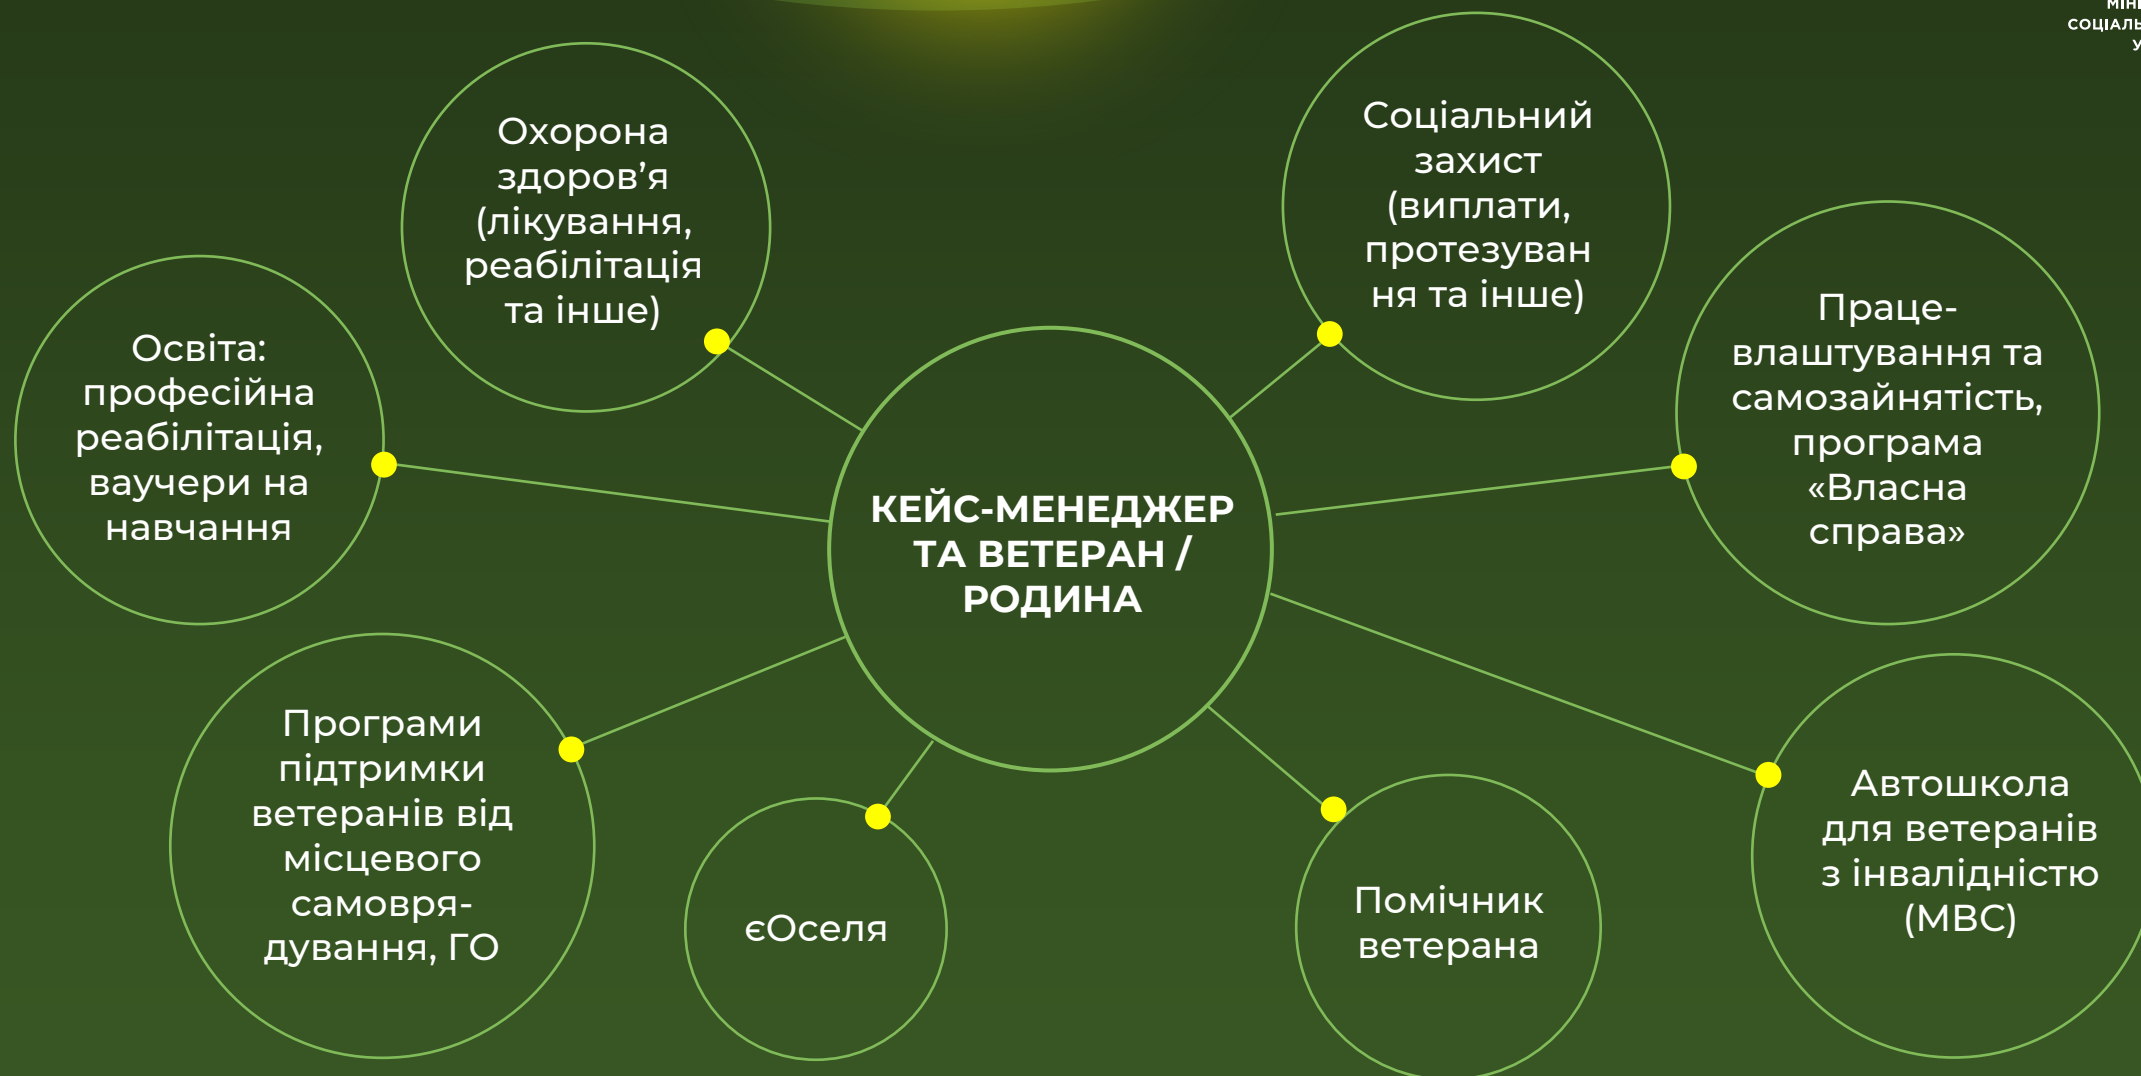 СОЦІАЛЬ
Охорона
здоров’я
(лікування,
реабілітація
та інше)
Соціальний
захист
(виплати,
протезуван
ня та інше)
Освіта:
професійна
реабілітація,
ваучери на
навчання
Праце-
влаштування та
самозайнятість,
програма
«Власна
справа»
КЕЙС-МЕНЕДЖЕР
ТА ВЕТЕРАН /
РОДИНА
Програми
підтримки
ветеранів від
місцевого
самовря-
дування, ГО
єОселя
Помічник
ветерана
Автошкола
для ветеранів
з інвалідністю
(МВС)